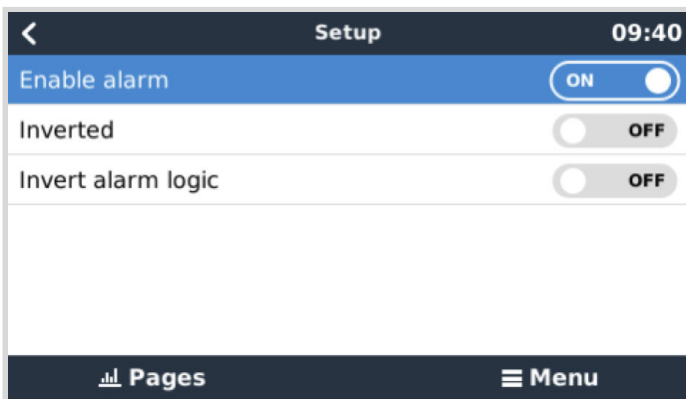 Setup 09:40
Enable alarm ON
Inverted OFF
Invert alarm logic OFF
Pages Menu